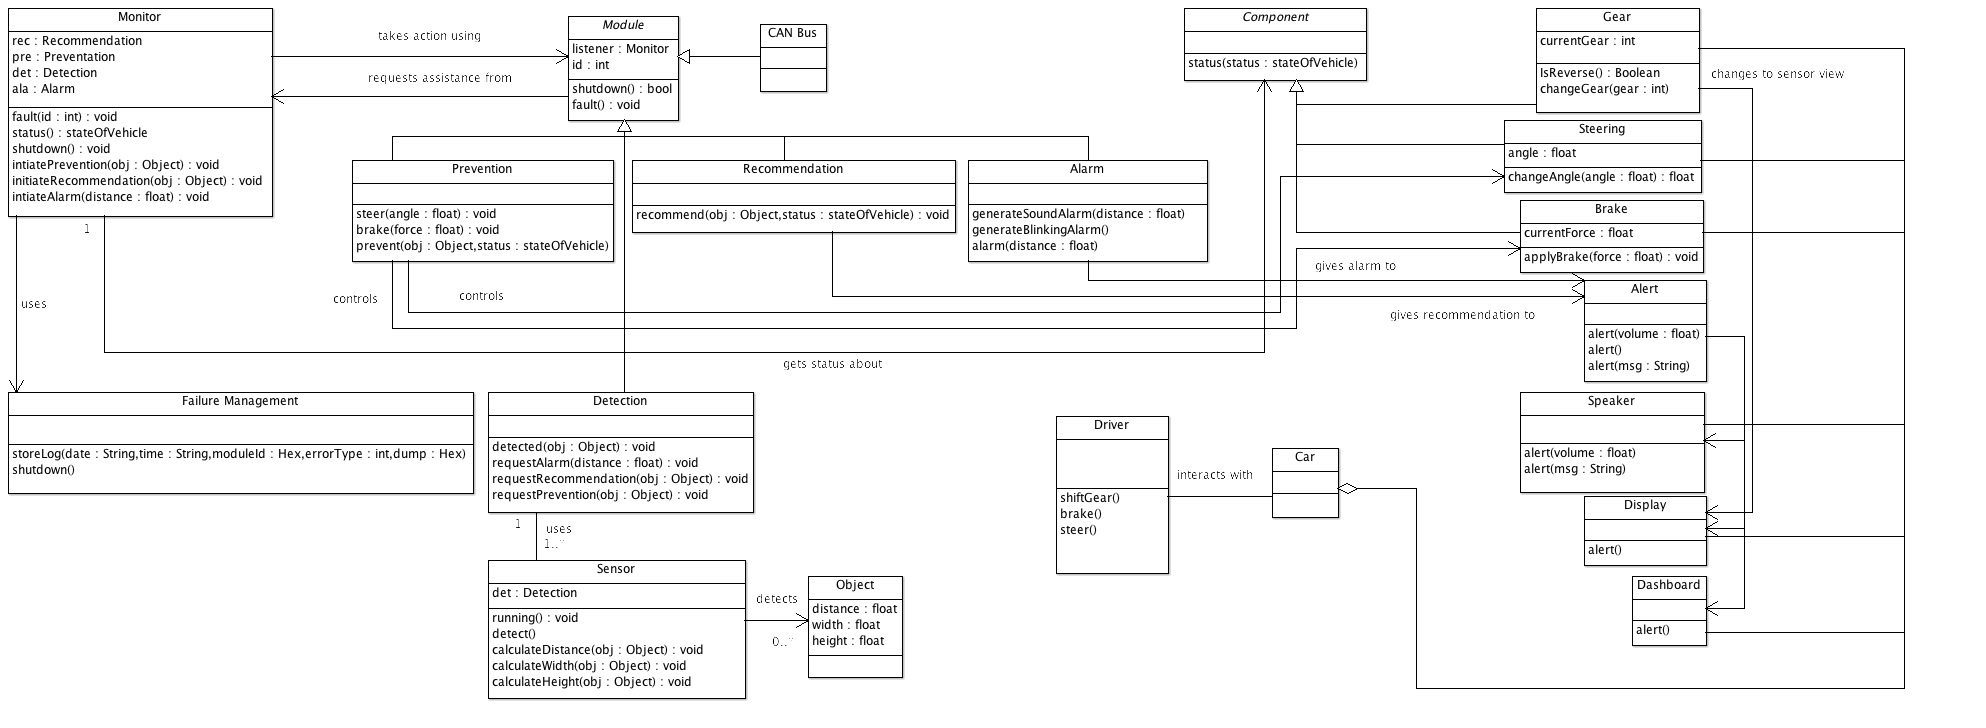 Monitor
rec : Recommendation
pre : Preventation
det : Detection
ala : Alarm
fault(id : int) : void
status() : stateOfVehicle
shutdown() : void
intiatePrevention(obj : Object) : void
initiateRecommendation(obj : Object) : void
intiateAlarm(distance : float) : void
takes action using
requests assistance from
Module
listener : Monitor
id : int
shutdown() : bool
fault() : void
CAN Bus
Component
status(status : stateOfVehicle)
Gear
currentGear : int
IsReverse() : Boolean
changeGear(gear : int)
changes to sensor view
Steering
angle : float
changeAngle(angle : float) : float
Brake
currentForce : float
applyBrake(force : float) : void
Prevention
steer(angle : float) : void
brake(force : float) : void
prevent(obj : Object,status : stateOfVehicle)
Recommendation
recommend(obj : Object,status : stateOfVehicle) : void
Alarm
generateSoundAlarm(distance : float)
generateBlinkingAlarm()
alarm(distance : float)
1
uses
controls
controls
gives alarm to
gives recommendation to
gets status about
Alert
alert(volume : float)
alert()
alert(msg : String)
Failure Management
storeLog(date : String,time : String,moduleId : Hex,errorType : int,dump : Hex)
shutdown()
Detection
detected(obj : Object) : void
requestAlarm(distance : float) : void
requestRecommendation(obj : Object) : void
requestPrevention(obj : Object) : void
1
uses
1..*
Sensor
det : Detection
running() : void
detect()
calculateDistance(obj : Object) : void
calculateWidth(obj : Object) : void
calculateHeight(obj : Object) : void
detects
0..*
Object
distance : float
width : float
height : float
Driver
shiftGear()
brake()
steer()
interacts with
Car
Speaker
alert(volume : float)
alert(msg : String)
Display
alert()
Dashboard
alert()